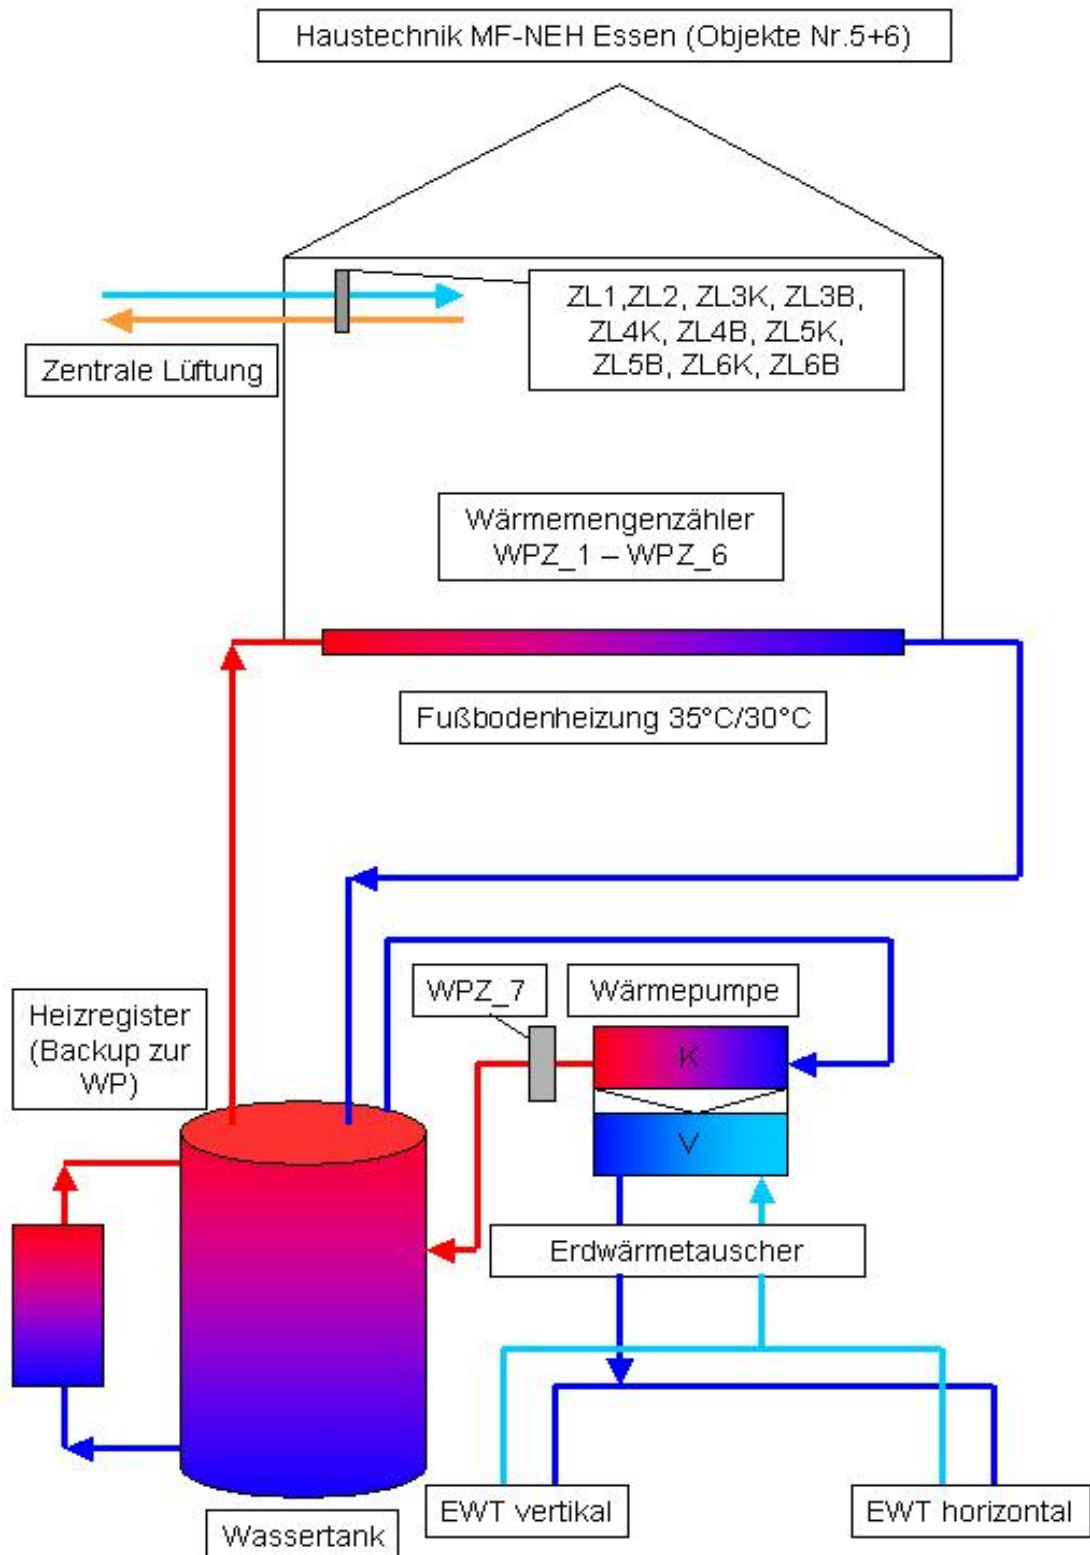 Haustechnik MF-NEH Essen (Objekte Nr.5+6)
ZL1,ZL2, ZL3K, ZL3B,
ZL4K, ZL4B, ZL5K,
ZL5B, ZL6K, ZL6B
Zentrale Lüftung
Wärmemengenzähler
WPZ_1 – WPZ_6
Fußbodenheizung 35°C/30°C
WPZ_7
Wärmepumpe
Heizregister
(Backup zur
WP)
K
V
Erdwärmetauscher
EWT vertikal
EWT horizontal
Wassertank